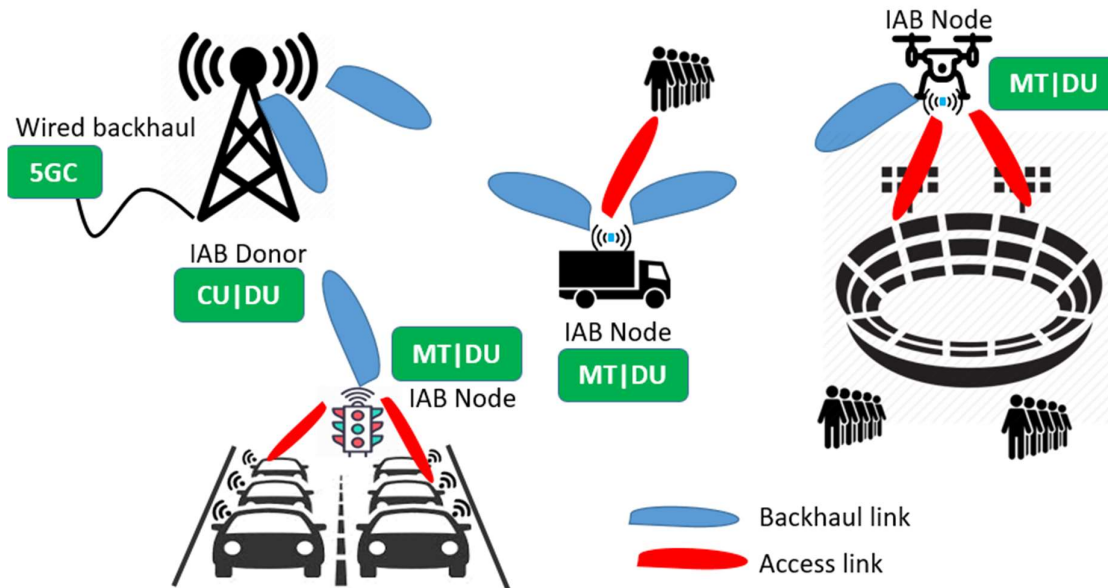 IAB Node
MT|DU
Wired backhaul
5GC
IAB Donor
CU|DU
IAB Node
MT|DU
MT|DU
IAB Node
Backhaul link
Access link